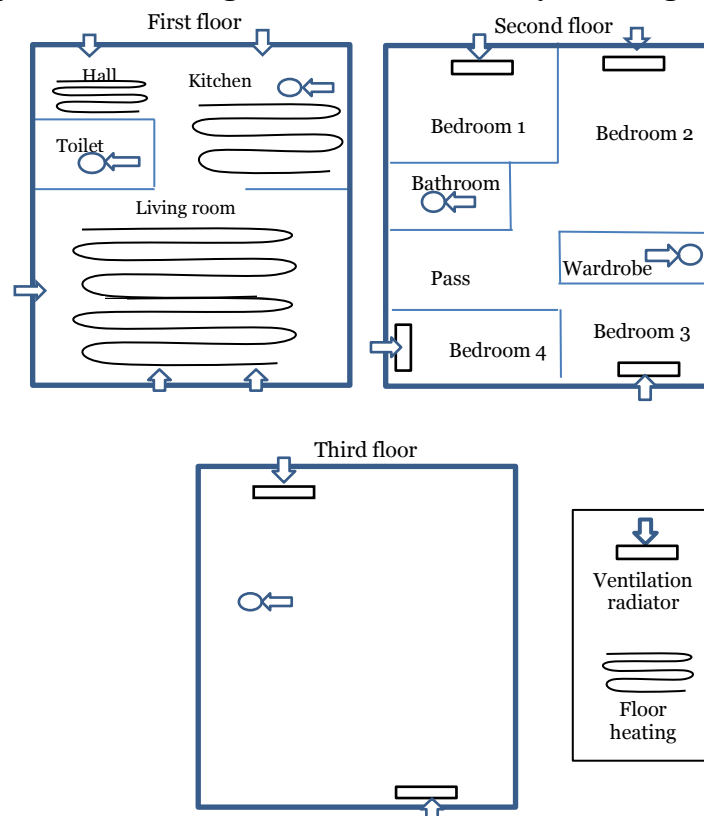 First floor
Second floor
Hall
Kitchen
Toilet
Living room
Bedroom 1
Bedroom 2
Bathroom
Wardrobe
Pass
Bedroom 3
Bedroom 4
Third floor
Ventilation
radiator
Floor
heating